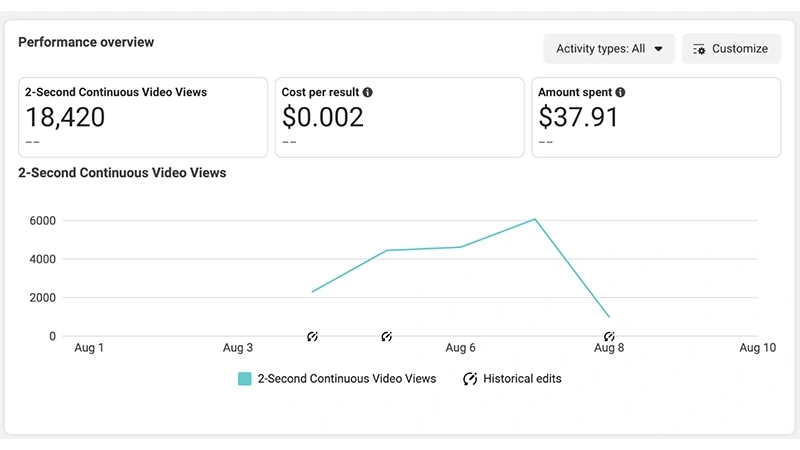 Performance overview
Activity types: All
Customize
2-Second Continuous Video Views
18,420
--
Cost per result
$0.002
--
Amount spent
$37.91
--
2-Second Continuous Video Views
6000
4000
2000
0
Aug 1
Aug 3
Aug 6
Aug 8
Aug 10
2-Second Continuous Video Views
Historical edits